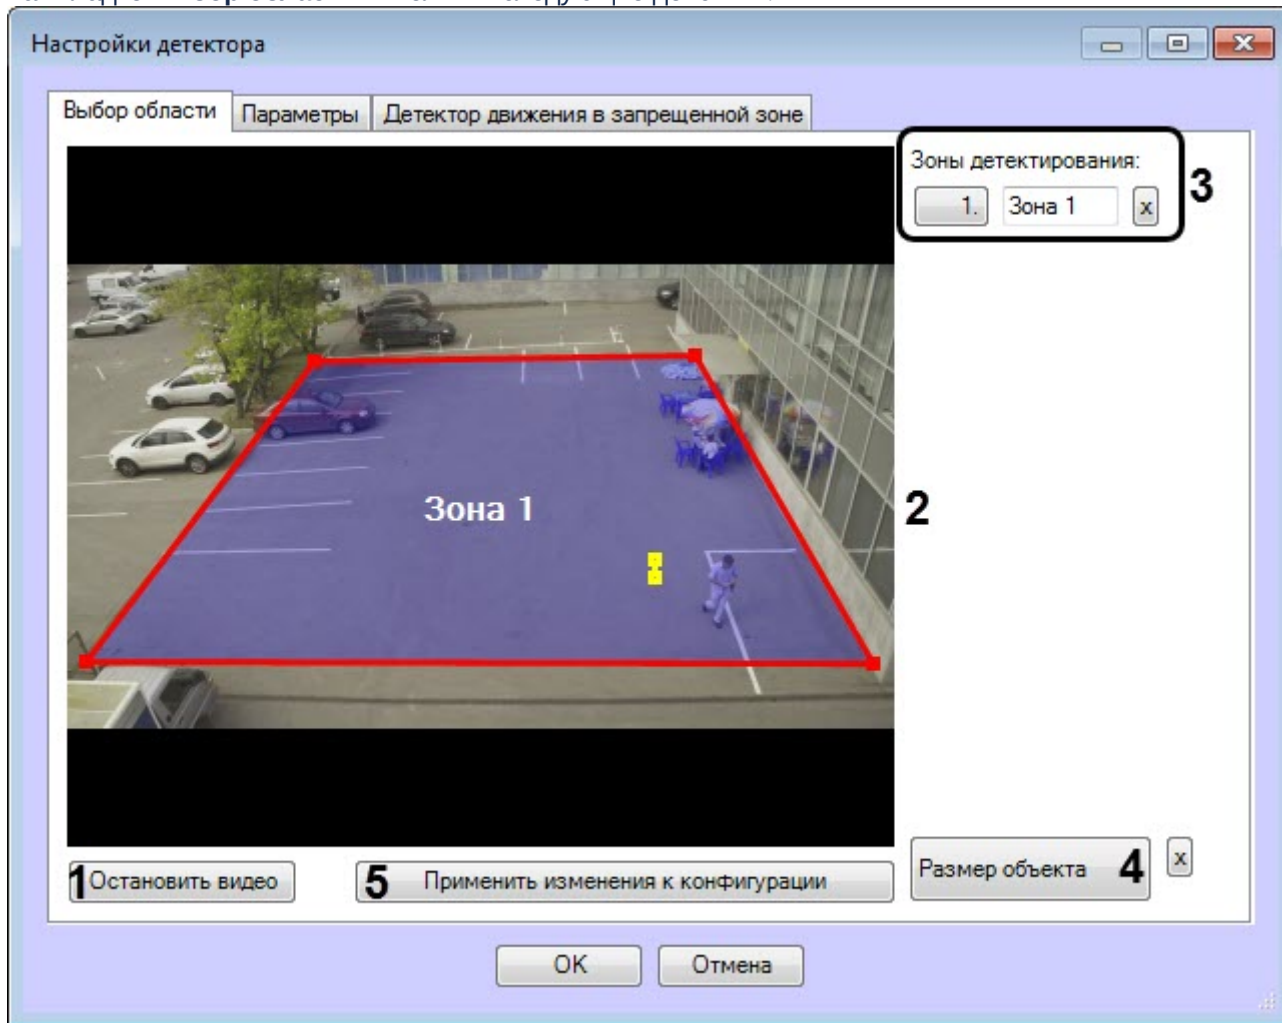 Настройки детектора
Выбор области Параметры Детектор движения в запрещенной зоне
Зоны детектирования:
1. Зона 1 x
3
Зона 1
2
1 Остановить видео
5 Применить изменения к конфигурации
Размер объекта 4 x
OK Отмена